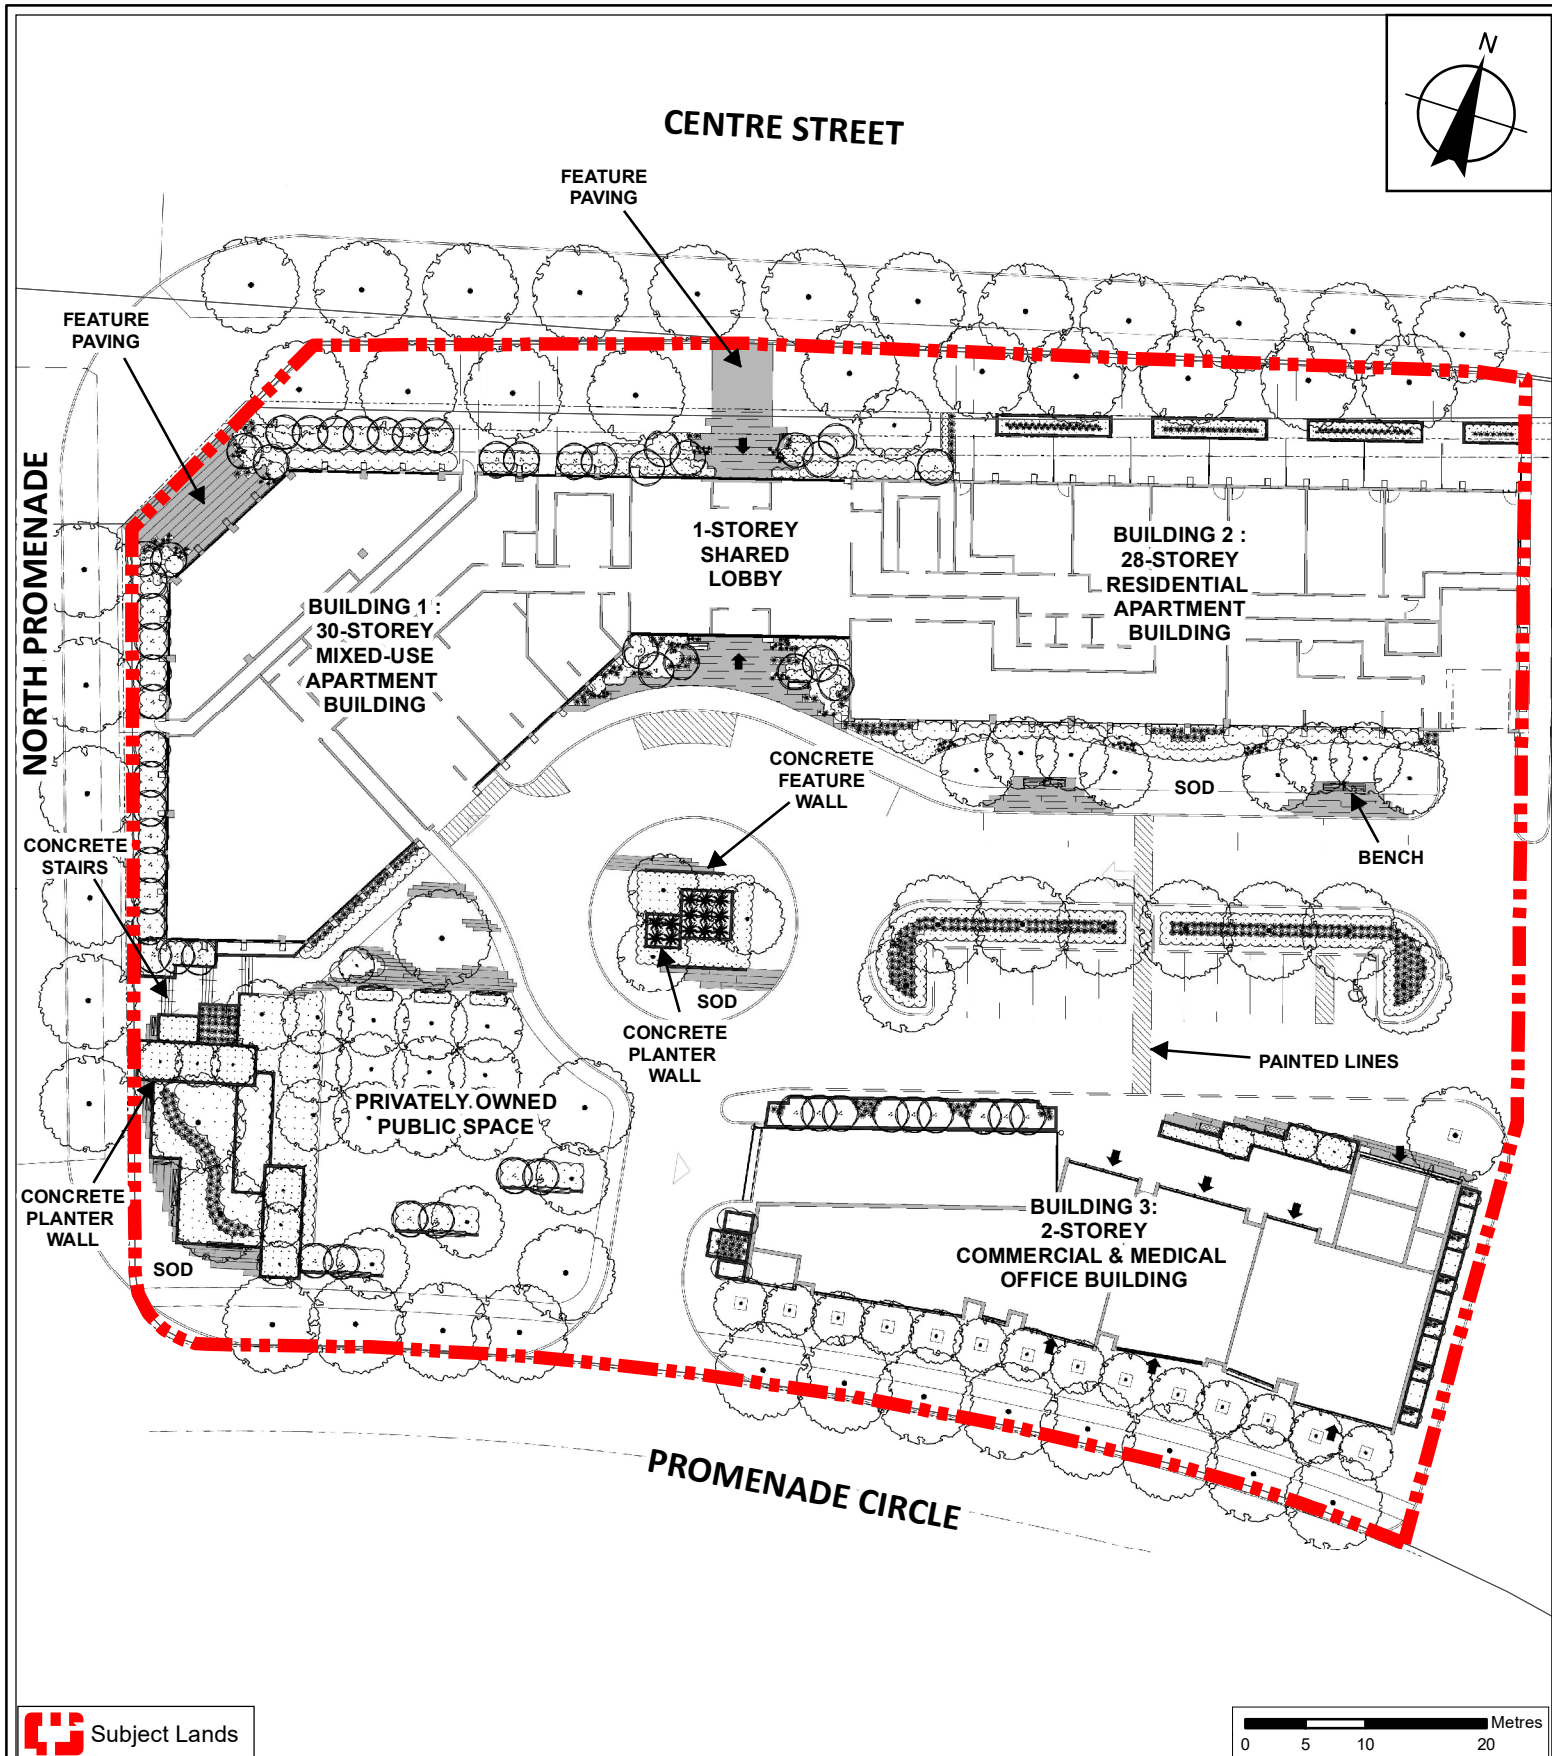 N
CENTRE STREET
FEATURE
PAVING
FEATURE
PAVING
NORTH PROMENADE
1-STOREY
SHARED
LOBBY
BUILDING 2 :
28-STOREY
RESIDENTIAL
APARTMENT
BUILDING
BUILDING 1 :
30-STOREY
MIXED-USE
APARTMENT
BUILDING
CONCRETE
FEATURE
WALL
SOD
CONCRETE
STAIRS
BENCH
SOD
CONCRETE
PLANTER
WALL
PAINTED LINES
PRIVATELY OWNED
PUBLIC SPACE
CONCRETE
PLANTER
WALL
BUILDING 3:
2-STOREY
COMMERCIAL & MEDICAL
OFFICE BUILDING
SOD
PROMENADE CIRCLE
Subject Lands
Metres
0 5 10 20